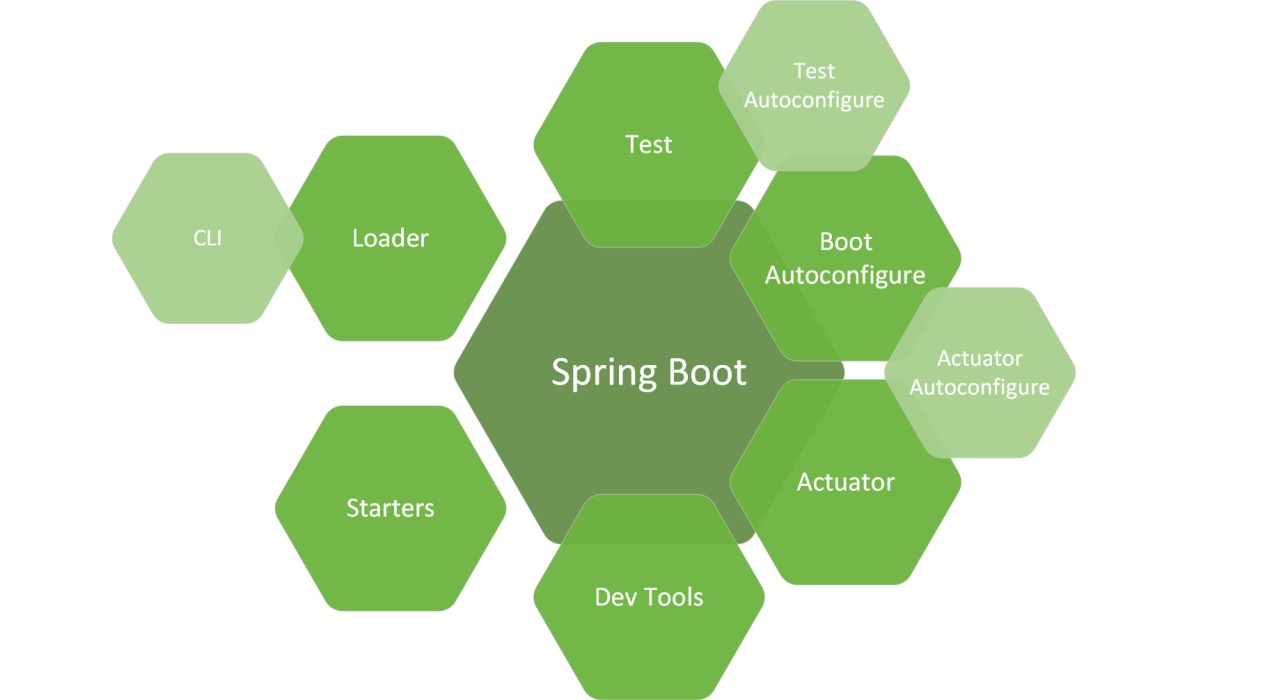 Test
Autoconfigure
Test
CLI
Loader
Boot
Autoconfigure
Spring Boot
Actuator
Autoconfigure
Starters
Actuator
Dev Tools